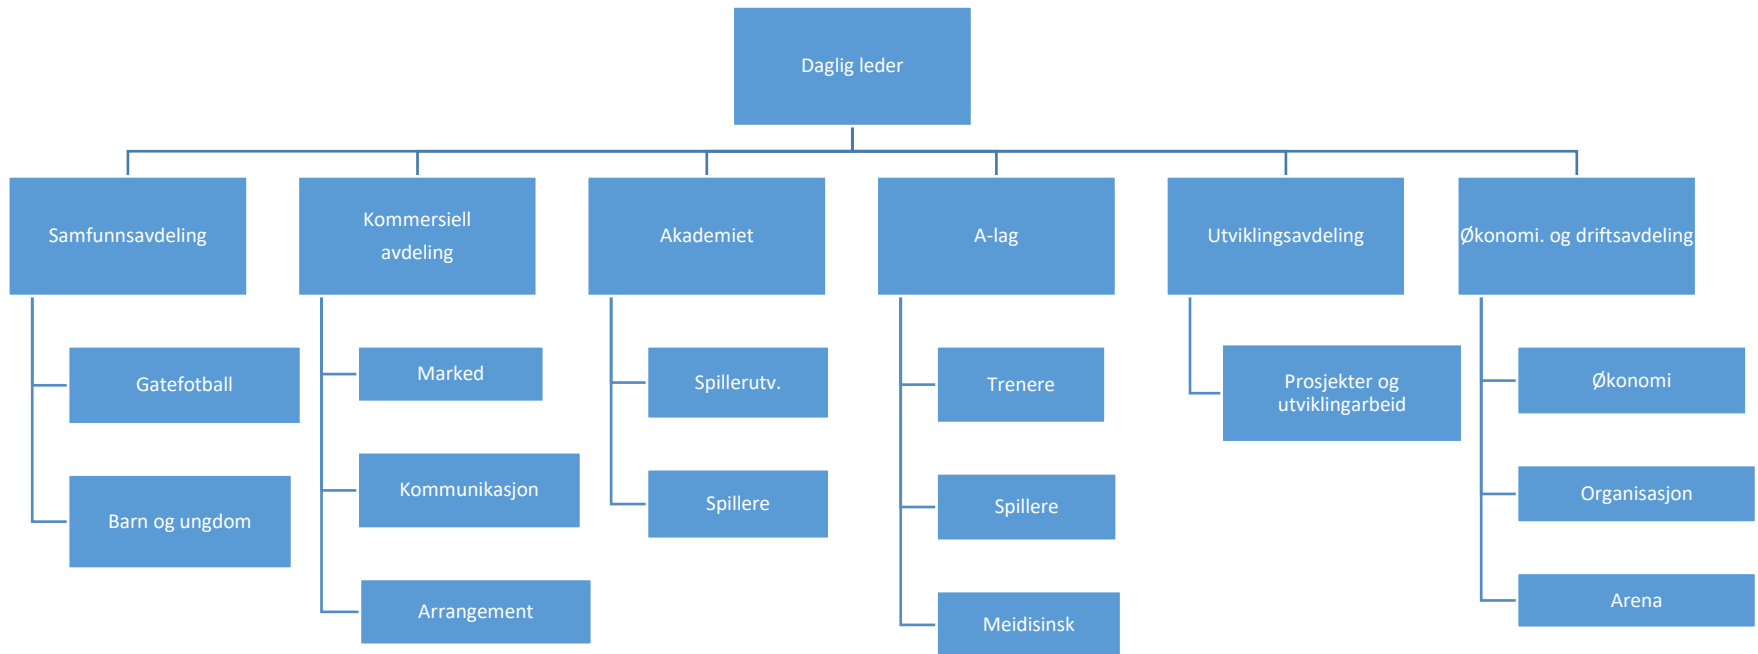 Daglig leder
Samfunnsavdeling
Kommersiell
avdeling
Akademiet
A-lag
Utviklingsavdeling
Økonomi. og driftsavdeling
Gatefotball
Barn og ungdom
Marked
Kommunikasjon
Arrangement
Spillerutv.
Spillere
Trenere
Spillere
Meidisinsk
Prosjekter og
utviklingarbeid
Økonomi
Organisasjon
Arena